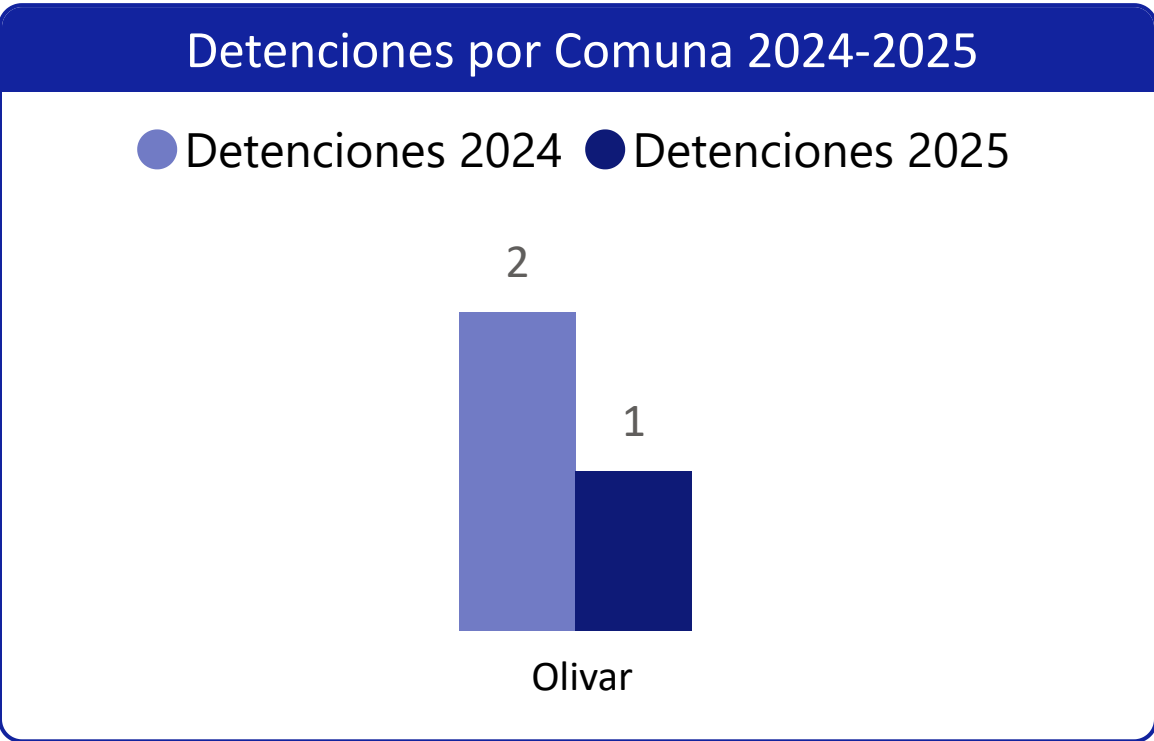 Detenciones por Comuna 2024-2025
Detenciones 2024 Detenciones 2025
2
1
Olivar